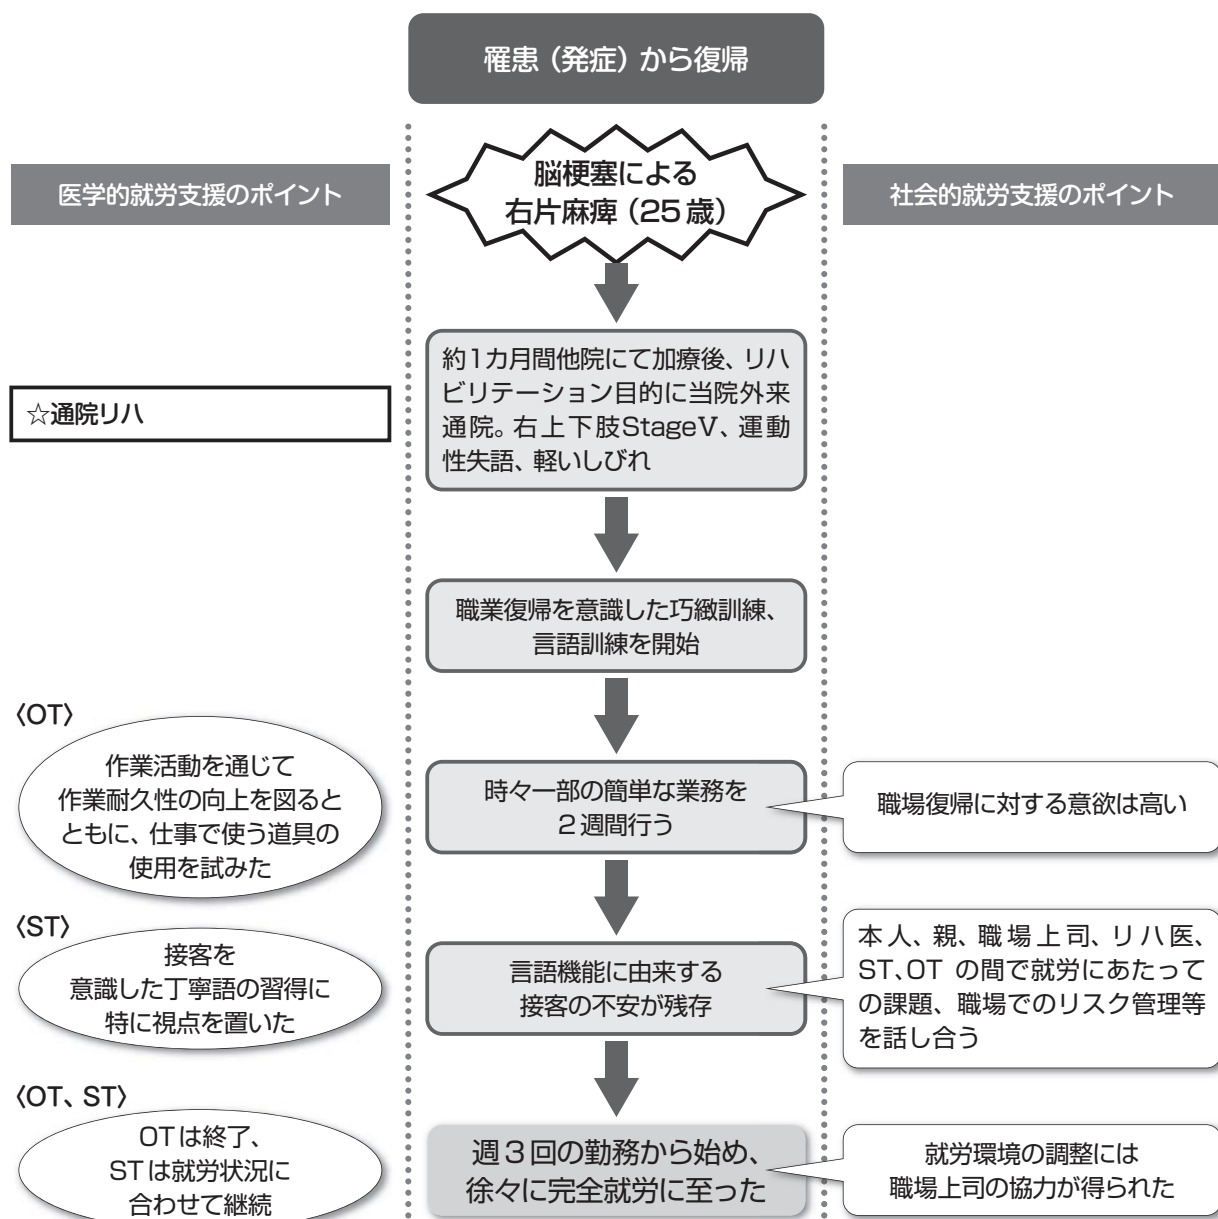 罹患（発症）から復帰
医学的就労支援のポイント
脳梗塞による
右片麻痺（25歳）
社会的就労支援のポイント
☆通院リハ
約1カ月間他院にて加療後、リハ
ビリテーション目的に当院外来
通院。右上下肢StageⅤ、運動
性失語、軽いしびれ
職業復帰を意識した巧緻訓練、
言語訓練を開始
〈OT〉
作業活動を通じて
作業耐久性の向上を図ると
ともに、仕事で使う道具の
使用を試みた
時々一部の簡単な業務を
2週間行う
職場復帰に対する意欲は高い
〈ST〉
接客を
意識した丁寧語の習得に
特に視点を置いた
言語機能に由来する
接客の不安が残存
本人、親、職場上司、リハ医、
ST、OT の間で就労にあたって
の課題、職場でのリスク管理等
を話し合う
〈OT、ST〉
OTは終了、
STは就労状況に
合わせて継続
週3回の勤務から始め、
徐々に完全就労に至った
就労環境の調整には
職場上司の協力が得られた